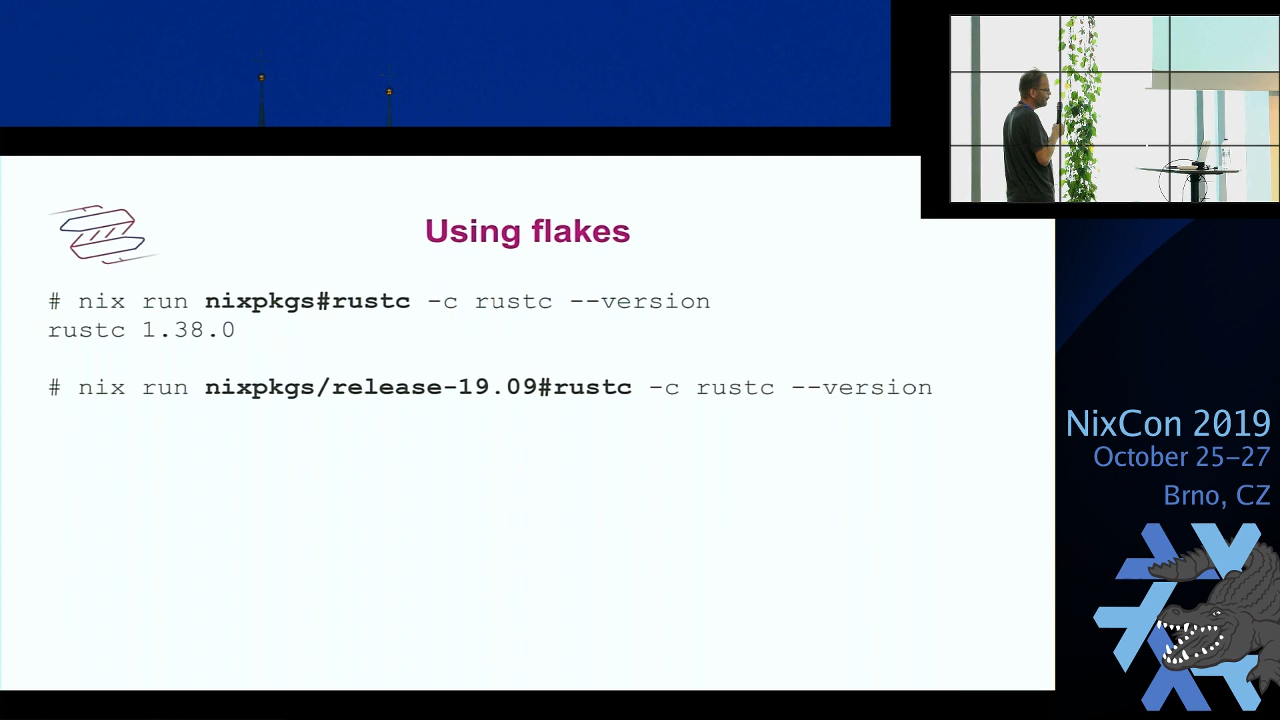 Using flakes
# nix run nixpkgs#rustc -c rustc --version
rustc 1.38.0
# nix run nixpkgs/release-19.09#rustc -c rustc --version
NixCon 2019
October 25-27
Brno, CZ